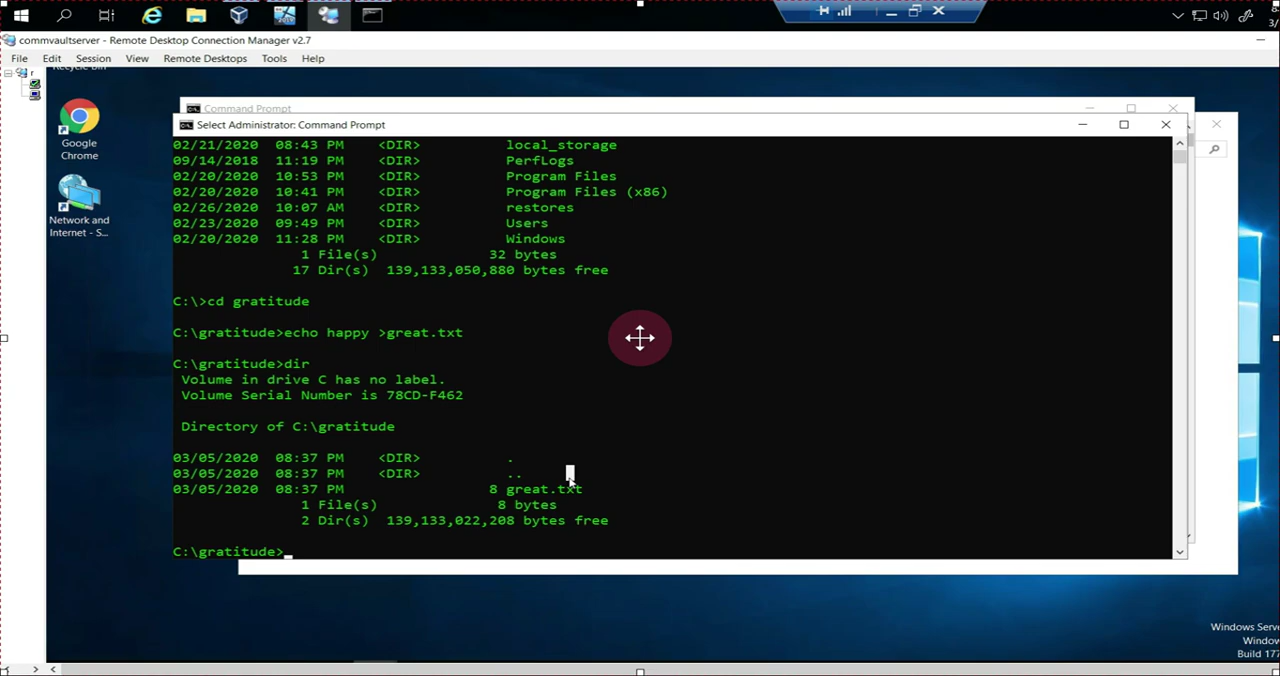 commvaultserver - Remote Desktop Connection Manager v2.7
File Edit Session View Remote Desktops Tools Help
Google
Chrome
Network and
Internet - S...
Command Prompt
Select Administrator: Command Prompt
02/21/2020 08:43 PM <DIR> local_storage
09/14/2018 11:19 PM <DIR> PerfLogs
02/20/2020 10:53 PM <DIR> Program Files
02/20/2020 10:41 PM <DIR> Program Files (x86)
02/26/2020 10:07 AM <DIR> restores
02/23/2020 09:49 PM <DIR> Users
02/20/2020 11:28 PM <DIR> Windows
1 File(s) 32 bytes
17 Dir(s) 139,133,050,880 bytes free
C:\>cd gratitude
C:\gratitude>echo happy >great.txt
C:\gratitude>dir
Volume in drive C has no label.
Volume Serial Number is 78CD-F462
Directory of C:\gratitude
03/05/2020 08:37 PM <DIR> .
03/05/2020 08:37 PM <DIR> ..
03/05/2020 08:37 PM 8 great.txt
1 File(s) 8 bytes
2 Dir(s) 139,133,022,208 bytes free
C:\gratitude>
Windows Serve
Window
Build 177